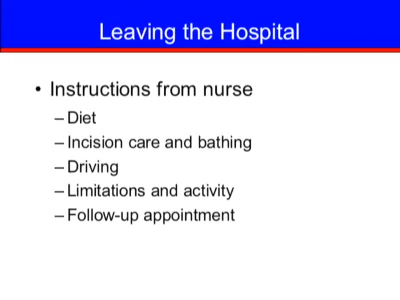 Leaving the Hospital
• Instructions from nurse
– Diet
– Incision care and bathing
– Driving
– Limitations and activity
– Follow-up appointment